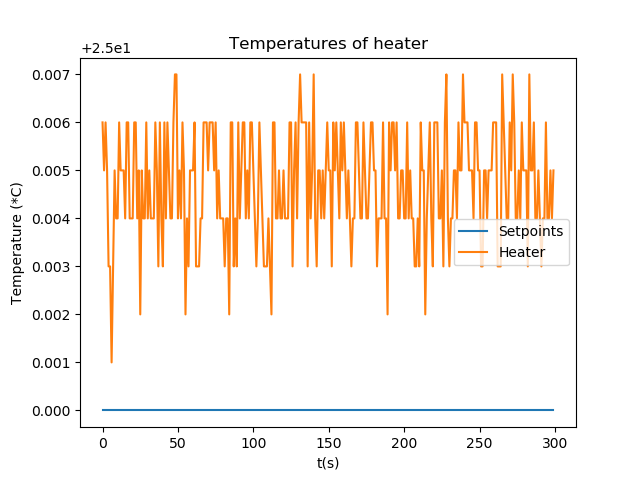 Temperatures of heater
+2.5e1
0.007
0.006
0.005
0.004
0.003
0.002
0.001
0.000
Temperature (*C)
Setpoints
Heater
0 50 100 150 200 250 300
t(s)